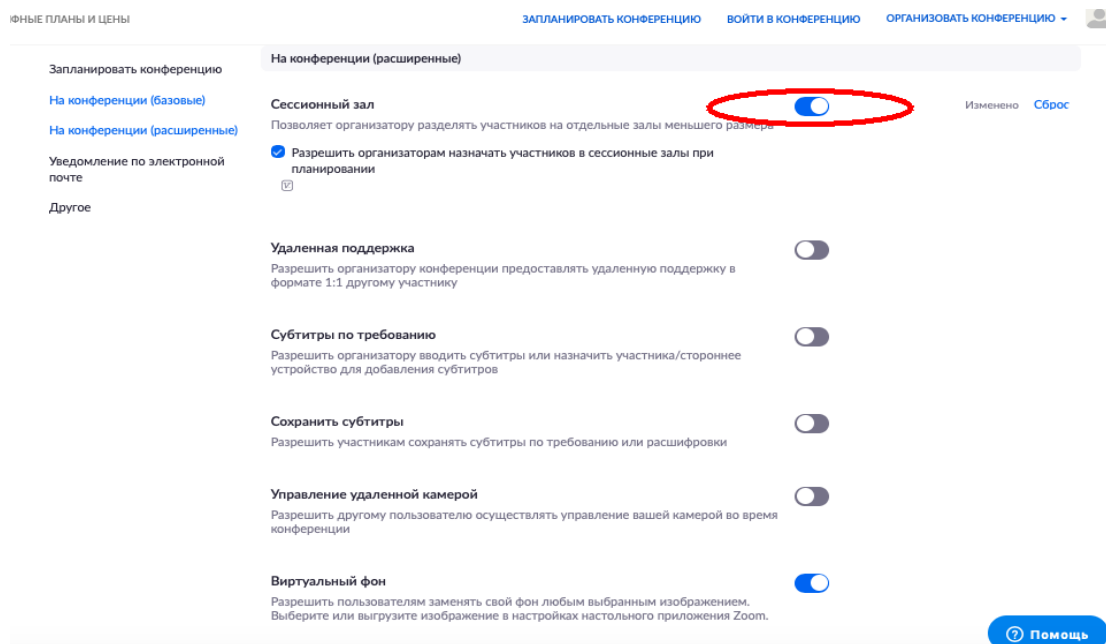 ФНЫЕ ПЛАНЫ И ЦЕНЫ
ЗАПЛАНИРОВАТЬ КОНФЕРЕНЦИЮ
ВОЙТИ В КОНФЕРЕНЦИЮ
ОРГАНИЗОВАТЬ КОНФЕРЕНЦИЮ
Запланировать конференцию
На конференции (базовые)
На конференции (расширенные)
Уведомление по электронной
почте
Другое
На конференции (расширенные)
Сессионный зал
Изменено Сброс
Позволяет организатору разделять участников на отдельные залы меньшего размера
Разрешить организаторам назначать участников в сессионные залы при
планировании
Удаленная поддержка
Разрешить организатору конференции предоставлять удаленную поддержку в
формате 1:1 другому участнику
Субтитры по требованию
Разрешить организатору вводить субтитры или назначить участника/стороннее
устройство для добавления субтитров
Сохранить субтитры
Разрешить участникам сохранять субтитры по требованию или расшифровки
Управление удаленной камерой
Разрешить другому пользователю осуществлять управление вашей камерой во время
конференции
Виртуальный фон
Разрешить пользователям заменять свой фон любым выбранным изображением.
Выберите или выгрузите изображение в настройках настольного приложения Zoom.
Помощь